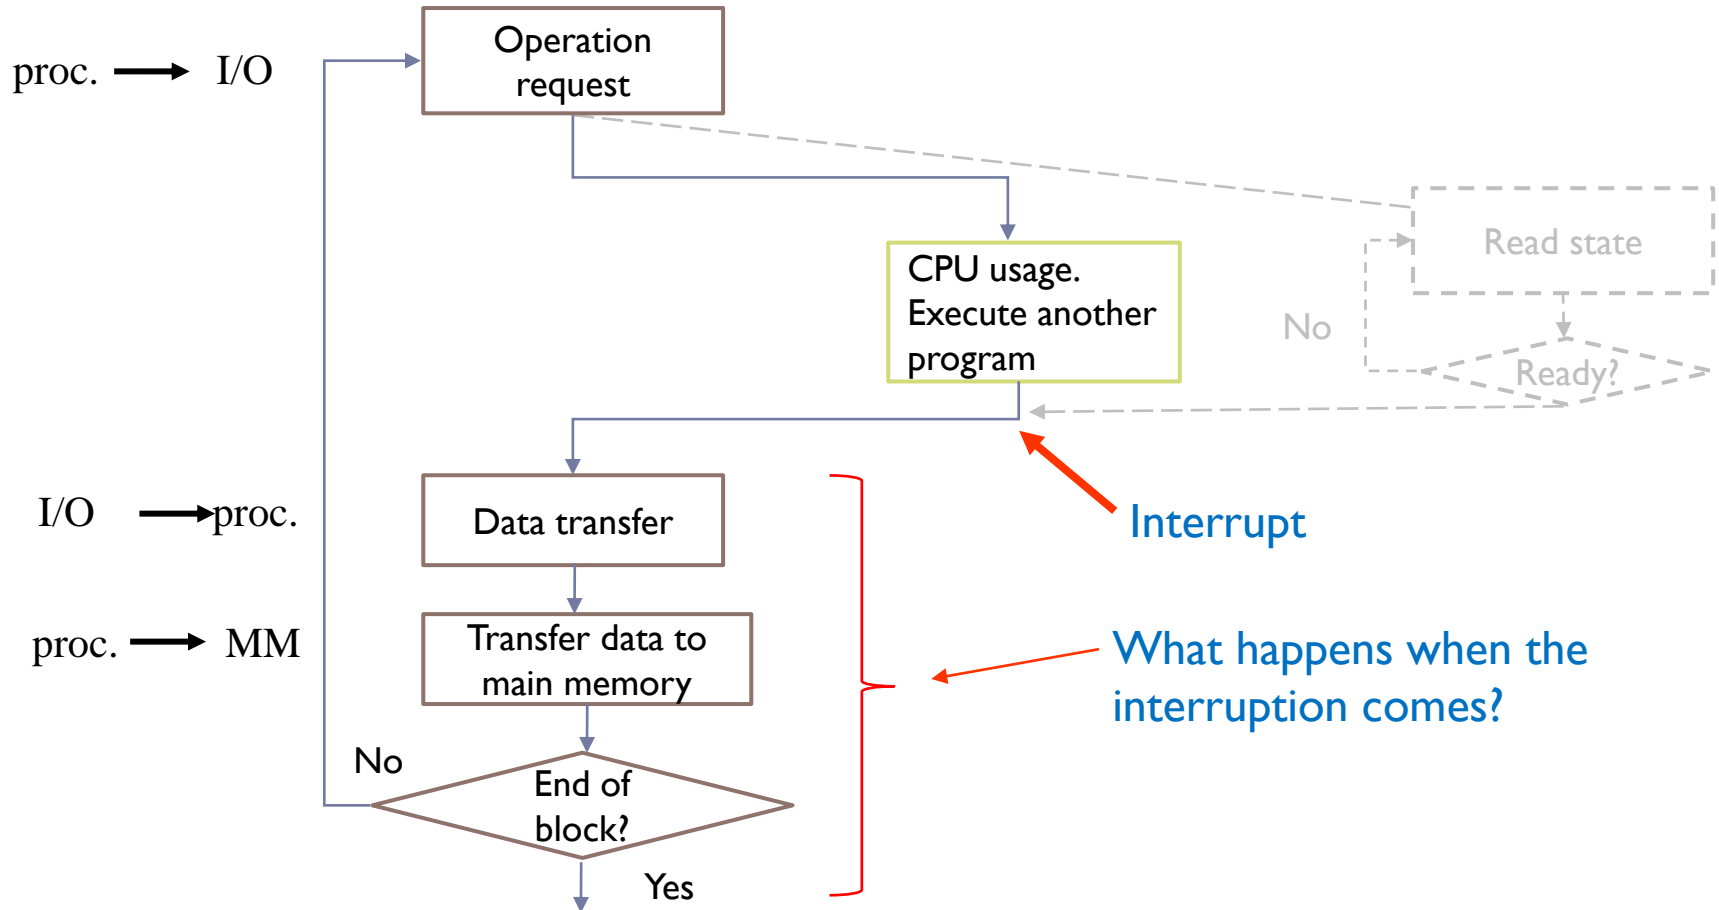 Operation
request
proc. → I/O
CPU usage.
Execute another
program
Read state
No
Ready?
I/O → proc.
Data transfer
Interrupt
proc. → MM
Transfer data to
main memory
What happens when the
interruption comes?
No
End of
block?
Yes